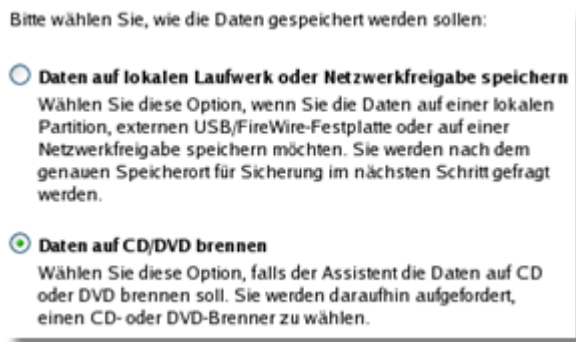 Bitte wählen Sie, wie die Daten gespeichert werden sollen:
Daten auf lokalen Laufwerk oder Netzwerkfreigabe speichern
Wählen Sie diese Option, wenn Sie die Daten auf einer lokalen
Partition, externen USB/FireWire-Festplatte oder auf einer
Netzwerkfreigabe speichern möchten. Sie werden nach dem
genauen Speicherort für Sicherung im nächsten Schritt gefragt
werden.
Daten auf CD/DVD brennen
Wählen Sie diese Option, falls der Assistent die Daten auf CD
oder DVD brennen soll. Sie werden daraufhin aufgefordert,
einen CD- oder DVD-Brenner zu wählen.